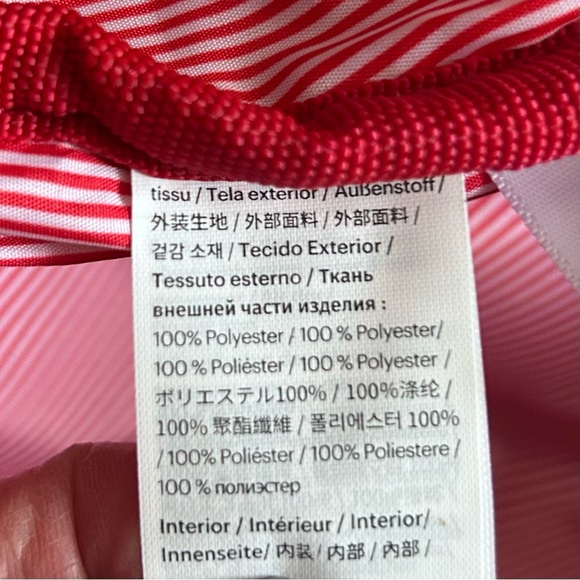 tissu / Tela exterior / Außenstoff /
外装生地 / 外部面料 / 外部面料 /
겉감 소재 / Tecido Exterior /
Tessuto esterno / Ткань
внешней части изделия :
100% Polyester / 100 % Polyester/
100 % Poliéster / 100 % Polyester /
ポリエステル100% / 100%涤纶 /
100% 聚酯纖維 / 폴리에스터 100%
/ 100% Poliéster / 100% Poliestere /
100 % полиэстер
Interior / Intérieur / Interior/
Innenseite/ 内装 / 内部 / 內部 /